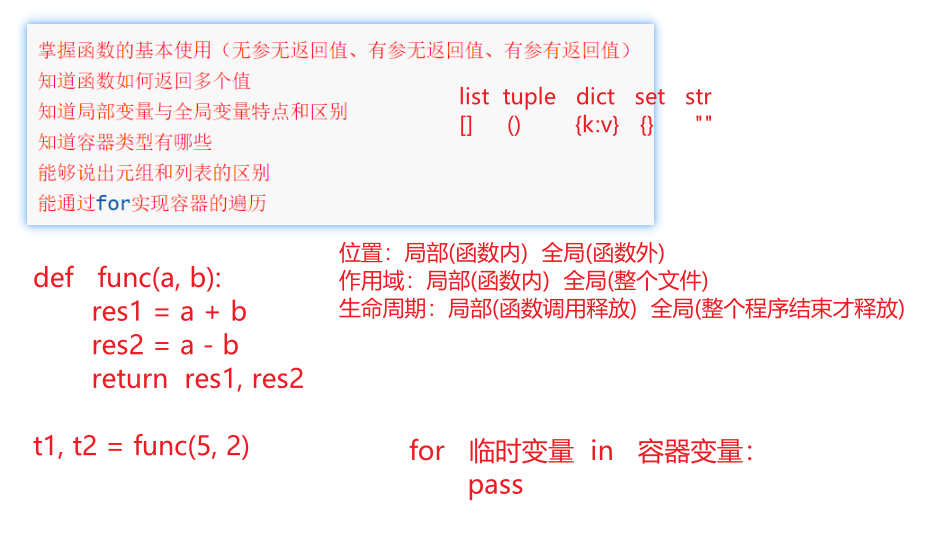 掌握函数的基本使用（无参无返回值、有参无返回值、有参有返回值）
知道函数如何返回多个值
知道局部变量与全局变量特点和区别
知道容器类型有哪些
能够说出元组和列表的区别
能通过for实现容器的遍历
list tuple dict set str
[] () {k:v} {} ""
位置：局部(函数内) 全局(函数外)
作用域：局部(函数内) 全局(整个文件)
生命周期：局部(函数调用释放) 全局(整个程序结束才释放)
def func(a, b):
res1 = a + b
res2 = a - b
return res1, res2
t1, t2 = func(5, 2)
for 临时变量 in 容器变量：
pass